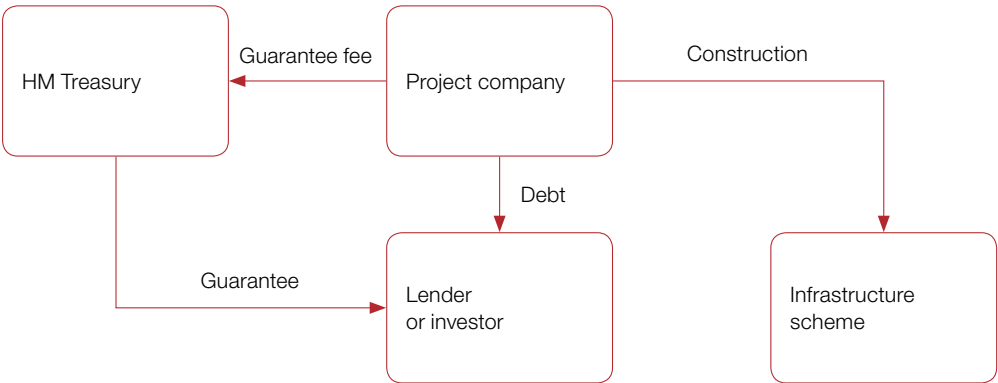 HM Treasury
Guarantee fee
Project company
Construction
Debt
Guarantee
Lender
or investor
Infrastructure
scheme